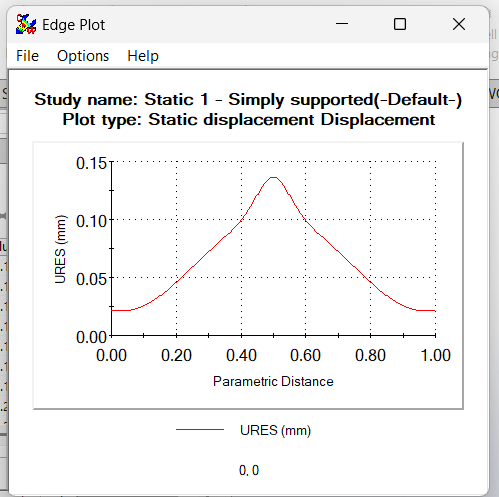 Edge Plot
File Options Help
Study name: Static 1 - Simply supported(-Default-)
Plot type: Static displacement Displacement
0.15
0.10
0.05
0.00
URES (mm)
0.00 0.20 0.40 0.60 0.80 1.00
Parametric Distance
URES (mm)
0, 0